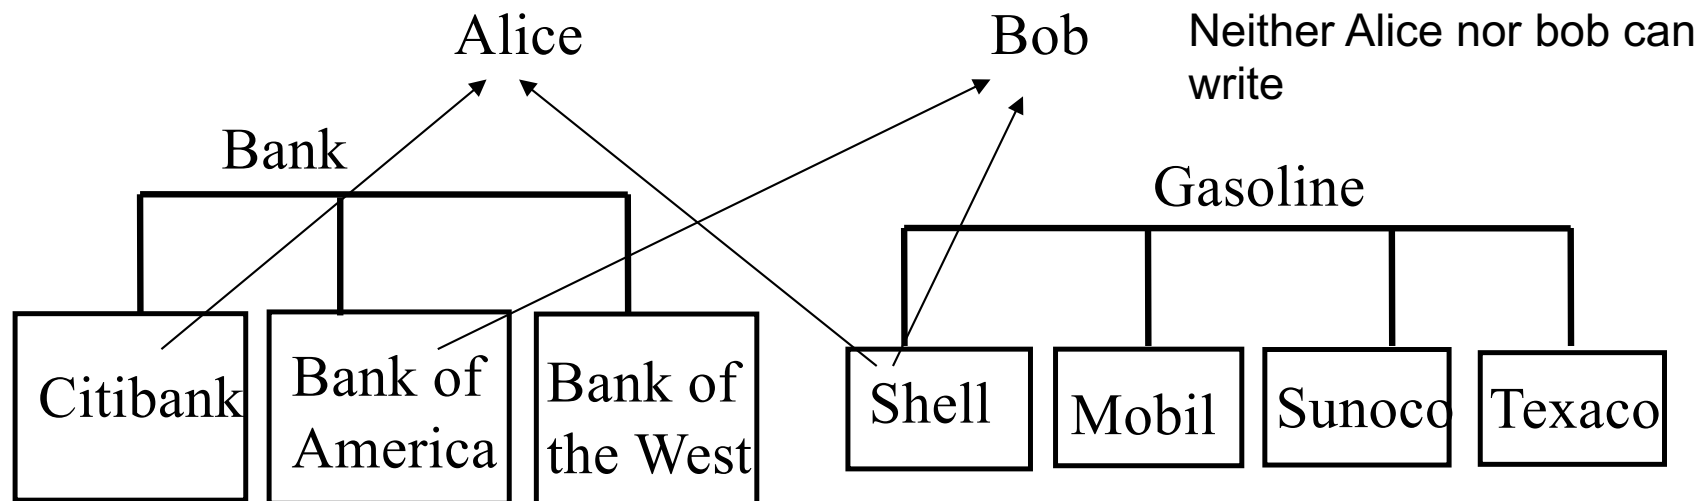 Alice
Bob
Neither Alice nor bob can
write
Bank
Gasoline
Citibank
Bank of
America
Bank of
the West
Shell
Mobil
Sunoco
Texaco